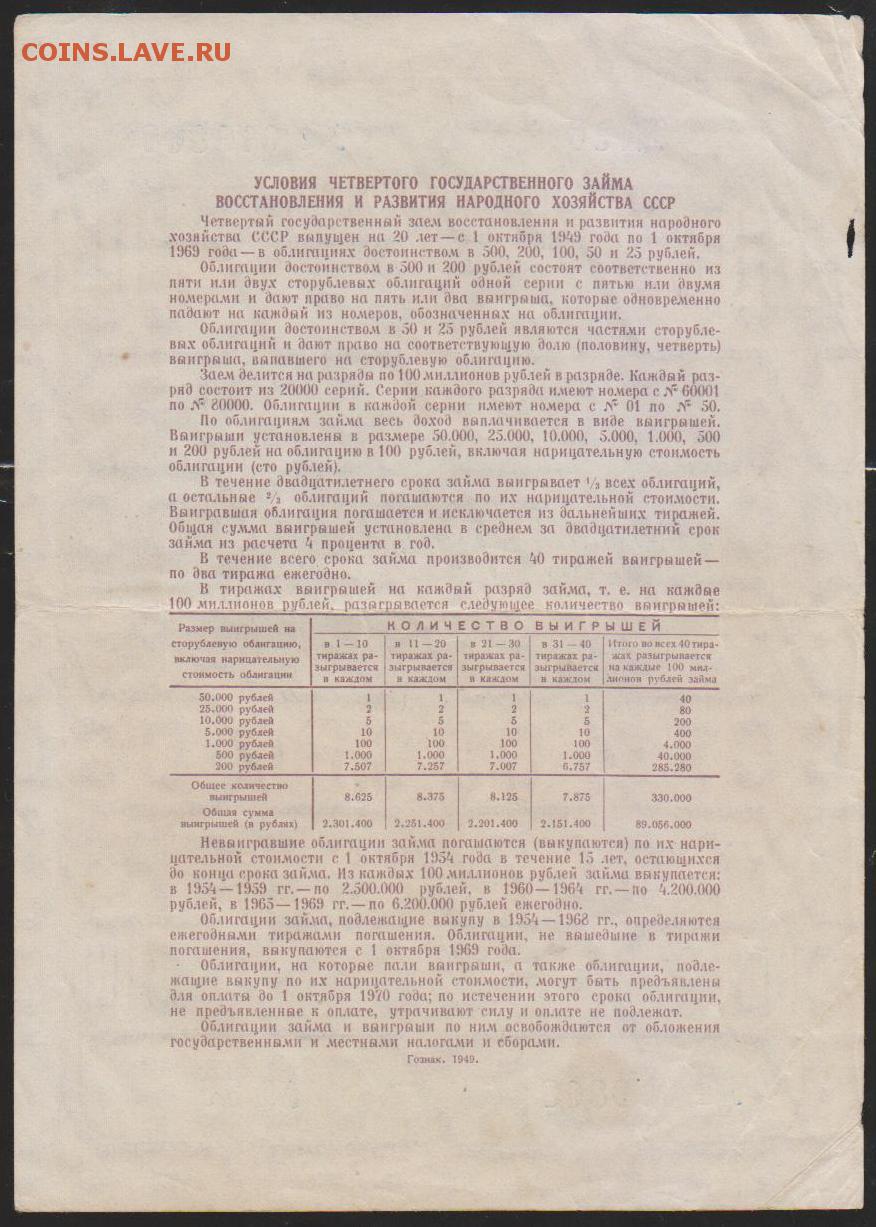 COINS.LAVE.RU
УСЛОВИЯ ЧЕТВЕРТОГО ГОСУДАРСТВЕННОГО ЗАЙМА
ВОССТАНОВЛЕНИЯ И РАЗВИТИЯ НАРОДНОГО ХОЗЯЙСТВА СССР
Четвертый государственный заем восстановления и развития народного
хозяйства СССР выпущен на 20 лет — с 1 октября 1949 года по 1 октября
1969 года — в облигациях достоинством в 500, 200, 100, 50 и 25 рублей.
Облигации достоинством в 500 и 200 рублей состоят соответственно из
пяти или двух сторублевых облигаций одной серии с пятью или двумя
номерами и дают право на пять или два выигрыша, которые одновременно
падают на каждый из номеров, обозначенных на облигации.
Облигации достоинством в 50 и 25 рублей являются частями сторубле-
вых облигаций и дают право на соответствующую долю (половину, четверть)
выигрыша, выпавшего на сторублевую облигацию.
Заем делится на разряды по 100 миллионов рублей в разряде. Каждый раз-
ряд состоит из 20000 серий. Серии каждого разряда имеют номера с № 60001
по № 80000. Облигации в каждой серии имеют номера с № 01 по № 50.
По облигациям займа весь доход выплачивается в виде выигрышей.
Выигрыши установлены в размере 50.000, 25.000, 10.000, 5.000, 1.000, 500
и 200 рублей на облигацию в 100 рублей, включая нарицательную стоимость
облигации (сто рублей).
В течение двадцатилетнего срока займа выигрывает 1/3 всех облигаций,
а остальные 2/3 облигаций погашаются по их нарицательной стоимости.
Выигравшая облигация погашается и исключается из дальнейших тиражей.
Общая сумма выигрышей установлена в среднем за двадцатилетний срок
займа из расчета 4 процента в год.
В течение всего срока займа производится 40 тиражей выигрышей —
по два тиража ежегодно.
В тиражах выигрышей на каждый разряд займа, т. е. на каждые
100 миллионов рублей, разыгрывается следующее количество выигрышей:
Размер выигрышей на сторублевую облигацию, включая нарицательную стоимость облигации
КОЛИЧЕСТВО ВЫИГРЫШЕЙ
в 1 — 10 тиражах разыгрывается в каждом
в 11 — 20 тиражах разыгрывается в каждом
в 21 — 30 тиражах разыгрывается в каждом
в 31 — 40 тиражах разыгрывается в каждом
Итого во всех 40 тиражах разыгрывается на каждые 100 миллионов рублей займа
50.000 рублей 1 1 1 1 40
25.000 рублей 2 2 2 2 80
10.000 рублей 5 5 5 5 200
5.000 рублей 10 10 10 10 400
1.000 рублей 100 100 100 100 4.000
500 рублей 1.000 1.000 1.000 1.000 40.000
200 рублей 7.507 7.257 7.007 6.757 285.280
Общее количество
выигрышей 8.625 8.375 8.125 7.875 330.000
Общая сумма
выигрышей (в рублях) 2.301.400 2.251.400 2.201.400 2.151.400 89.056.000
Невыигравшие облигации займа погашаются (выкупаются) по их нари-
цательной стоимости с 1 октября 1954 года в течение 15 лет, остающихся
до конца срока займа. Из каждых 100 миллионов рублей займа выкупается:
в 1954 — 1959 гг. — по 2.500.000 рублей, в 1960 — 1964 гг. — по 4.200.000
рублей, в 1965 — 1969 гг. — по 6.200.000 рублей ежегодно.
Облигации займа, подлежащие выкупу в 1954 — 1968 гг., определяются
ежегодными тиражами погашения. Облигации, не вышедшие в тиражи
погашения, выкупаются с 1 октября 1969 года.
Облигации, на которые пали выигрыши, а также облигации, подле-
жащие выкупу по их нарицательной стоимости, могут быть предъявлены
для оплаты до 1 октября 1970 года; по истечении этого срока облигации,
не предъявленные к оплате, утрачивают силу и оплате не подлежат.
Облигации займа и выигрыши по ним освобождаются от обложения
государственными и местными налогами и сборами.
Гознак. 1949.